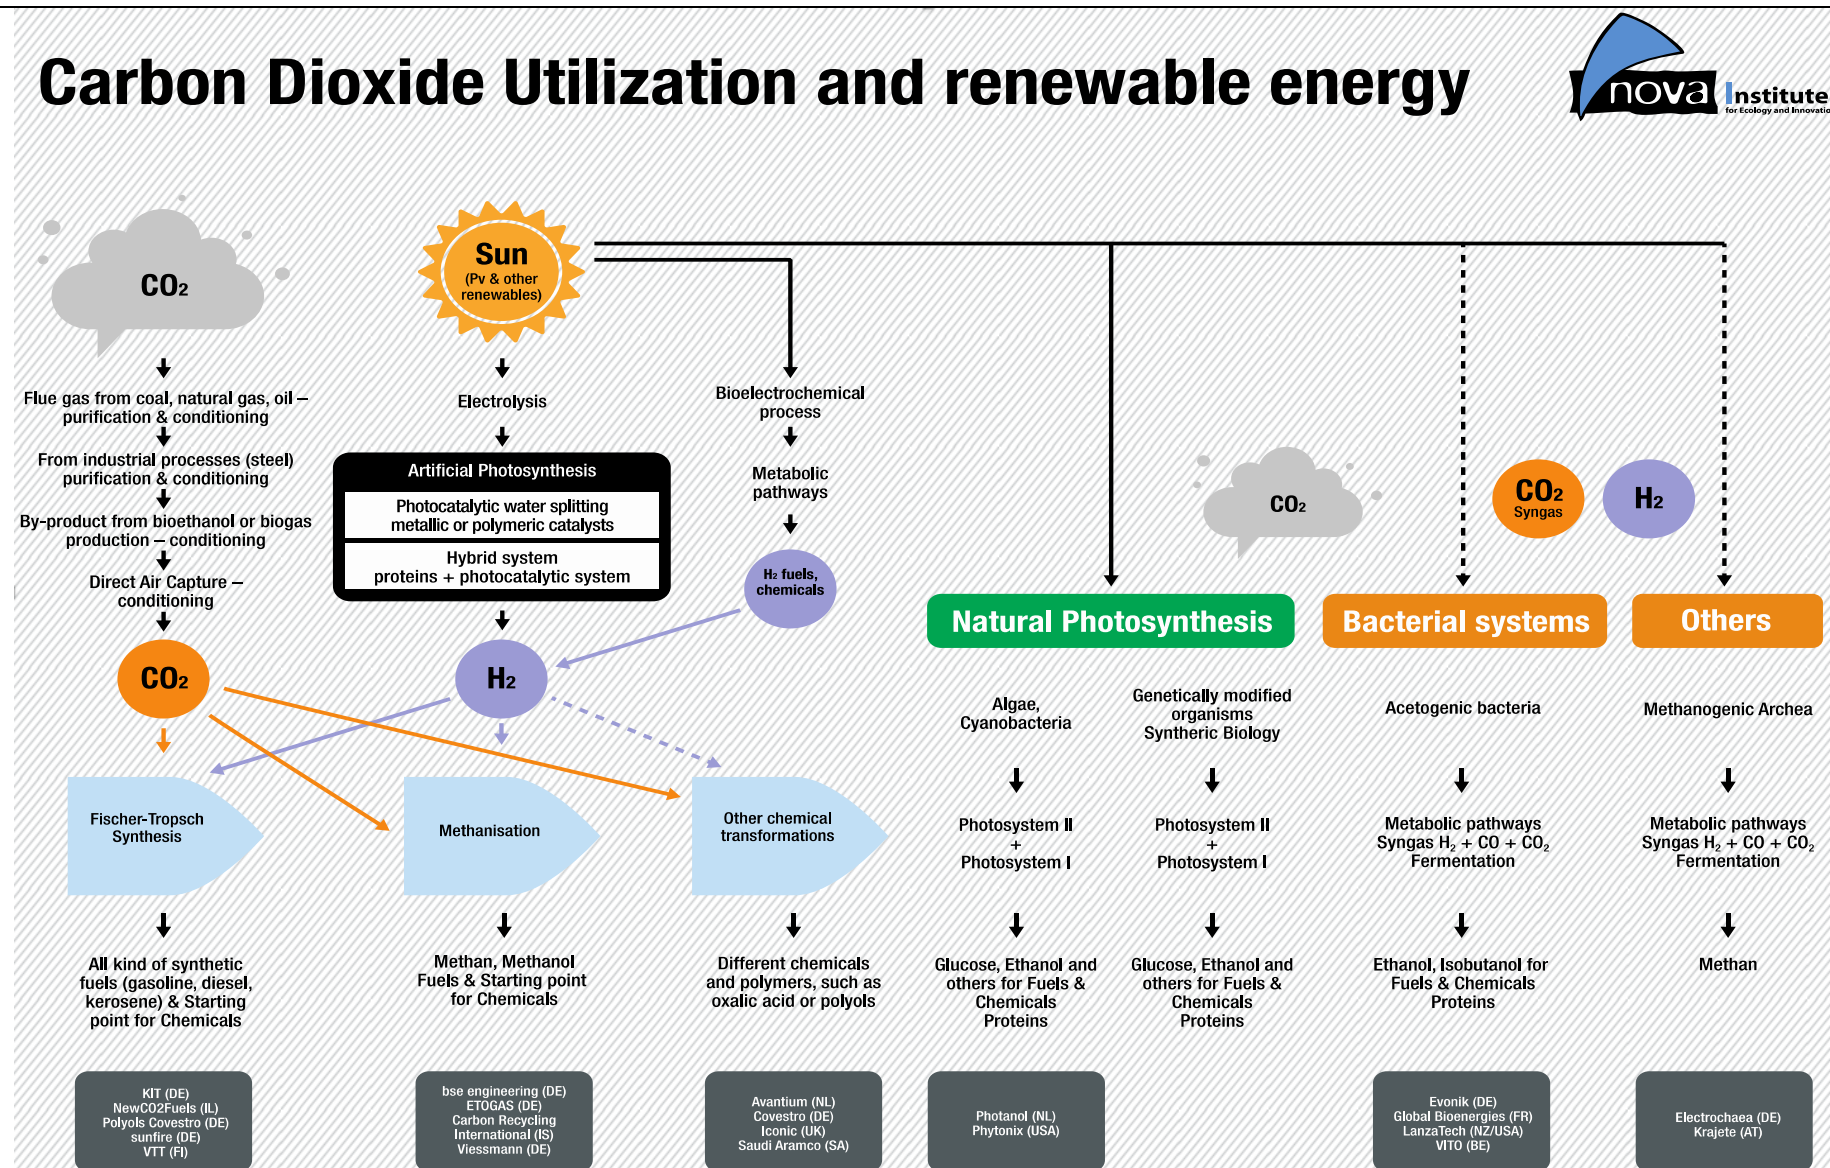 Carbon Dioxide Utilization and renewable energy
nova
Institute
for Ecology and Innovation
CO₂
Flue gas from coal, natural gas, oil –
purification & conditioning
From industrial processes (steel)
purification & conditioning
By-product from bioethanol or biogas
production – conditioning
Direct Air Capture –
conditioning
CO₂
Sun
(Pv & other
renewables)
Electrolysis
Artificial Photosynthesis
Photocatalytic water splitting
metallic or polymeric catalysts
Hybrid system
proteins + photocatalytic system
H₂
Bioelectrochemical
process
Metabolic
pathways
H₂ fuels,
chemicals
CO₂
CO₂
Syngas
H₂
Fischer-Tropsch
Synthesis
All kind of synthetic
fuels (gasoline, diesel,
kerosene) & Starting
point for Chemicals
KIT (DE)
NewCO2Fuels (IL)
Polyols Covestro (DE)
sunfire (DE)
VTT (FI)
Methanisation
Methan, Methanol
Fuels & Starting point
for Chemicals
bse engineering (DE)
ETOGAS (DE)
Carbon Recycling
International (IS)
Viessmann (DE)
Other chemical
transformations
Different chemicals
and polymers, such as
oxalic acid or polyols
Avantium (NL)
Covestro (DE)
Iconic (UK)
Saudi Aramco (SA)
Natural Photosynthesis
Algae,
Cyanobacteria
Photosystem II
+
Photosystem I
Glucose, Ethanol and
others for Fuels &
Chemicals
Proteins
Photanol (NL)
Phytonix (USA)
Genetically modified
organisms
Syntheric Biology
Photosystem II
+
Photosystem I
Glucose, Ethanol and
others for Fuels &
Chemicals
Proteins
Bacterial systems
Acetogenic bacteria
Metabolic pathways
Syngas H₂ + CO + CO₂
Fermentation
Ethanol, Isobutanol for
Fuels & Chemicals
Proteins
Evonik (DE)
Global Bioenergies (FR)
LanzaTech (NZ/USA)
VITO (BE)
Others
Methanogenic Archea
Metabolic pathways
Syngas H₂ + CO + CO₂
Fermentation
Methan
Electrochaea (DE)
Krajete (AT)